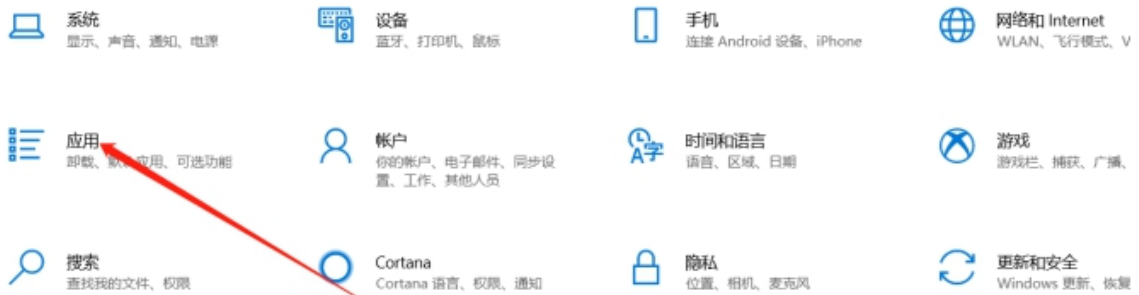 系统
显示、声音、通知、电源
设备
蓝牙、打印机、鼠标
手机
连接 Android 设备、iPhone
网络和 Internet
WLAN、飞行模式、V
应用
卸载、默认应用、可选功能
帐户
你的帐户、电子邮件、同步设
置、工作、其他人员
时间和语言
语音、区域、日期
游戏
游戏栏、捕获、广播、
搜索
查找我的文件、权限
Cortana
Cortana 语言、权限、通知
隐私
位置、相机、麦克风
更新和安全
Windows 更新、恢复